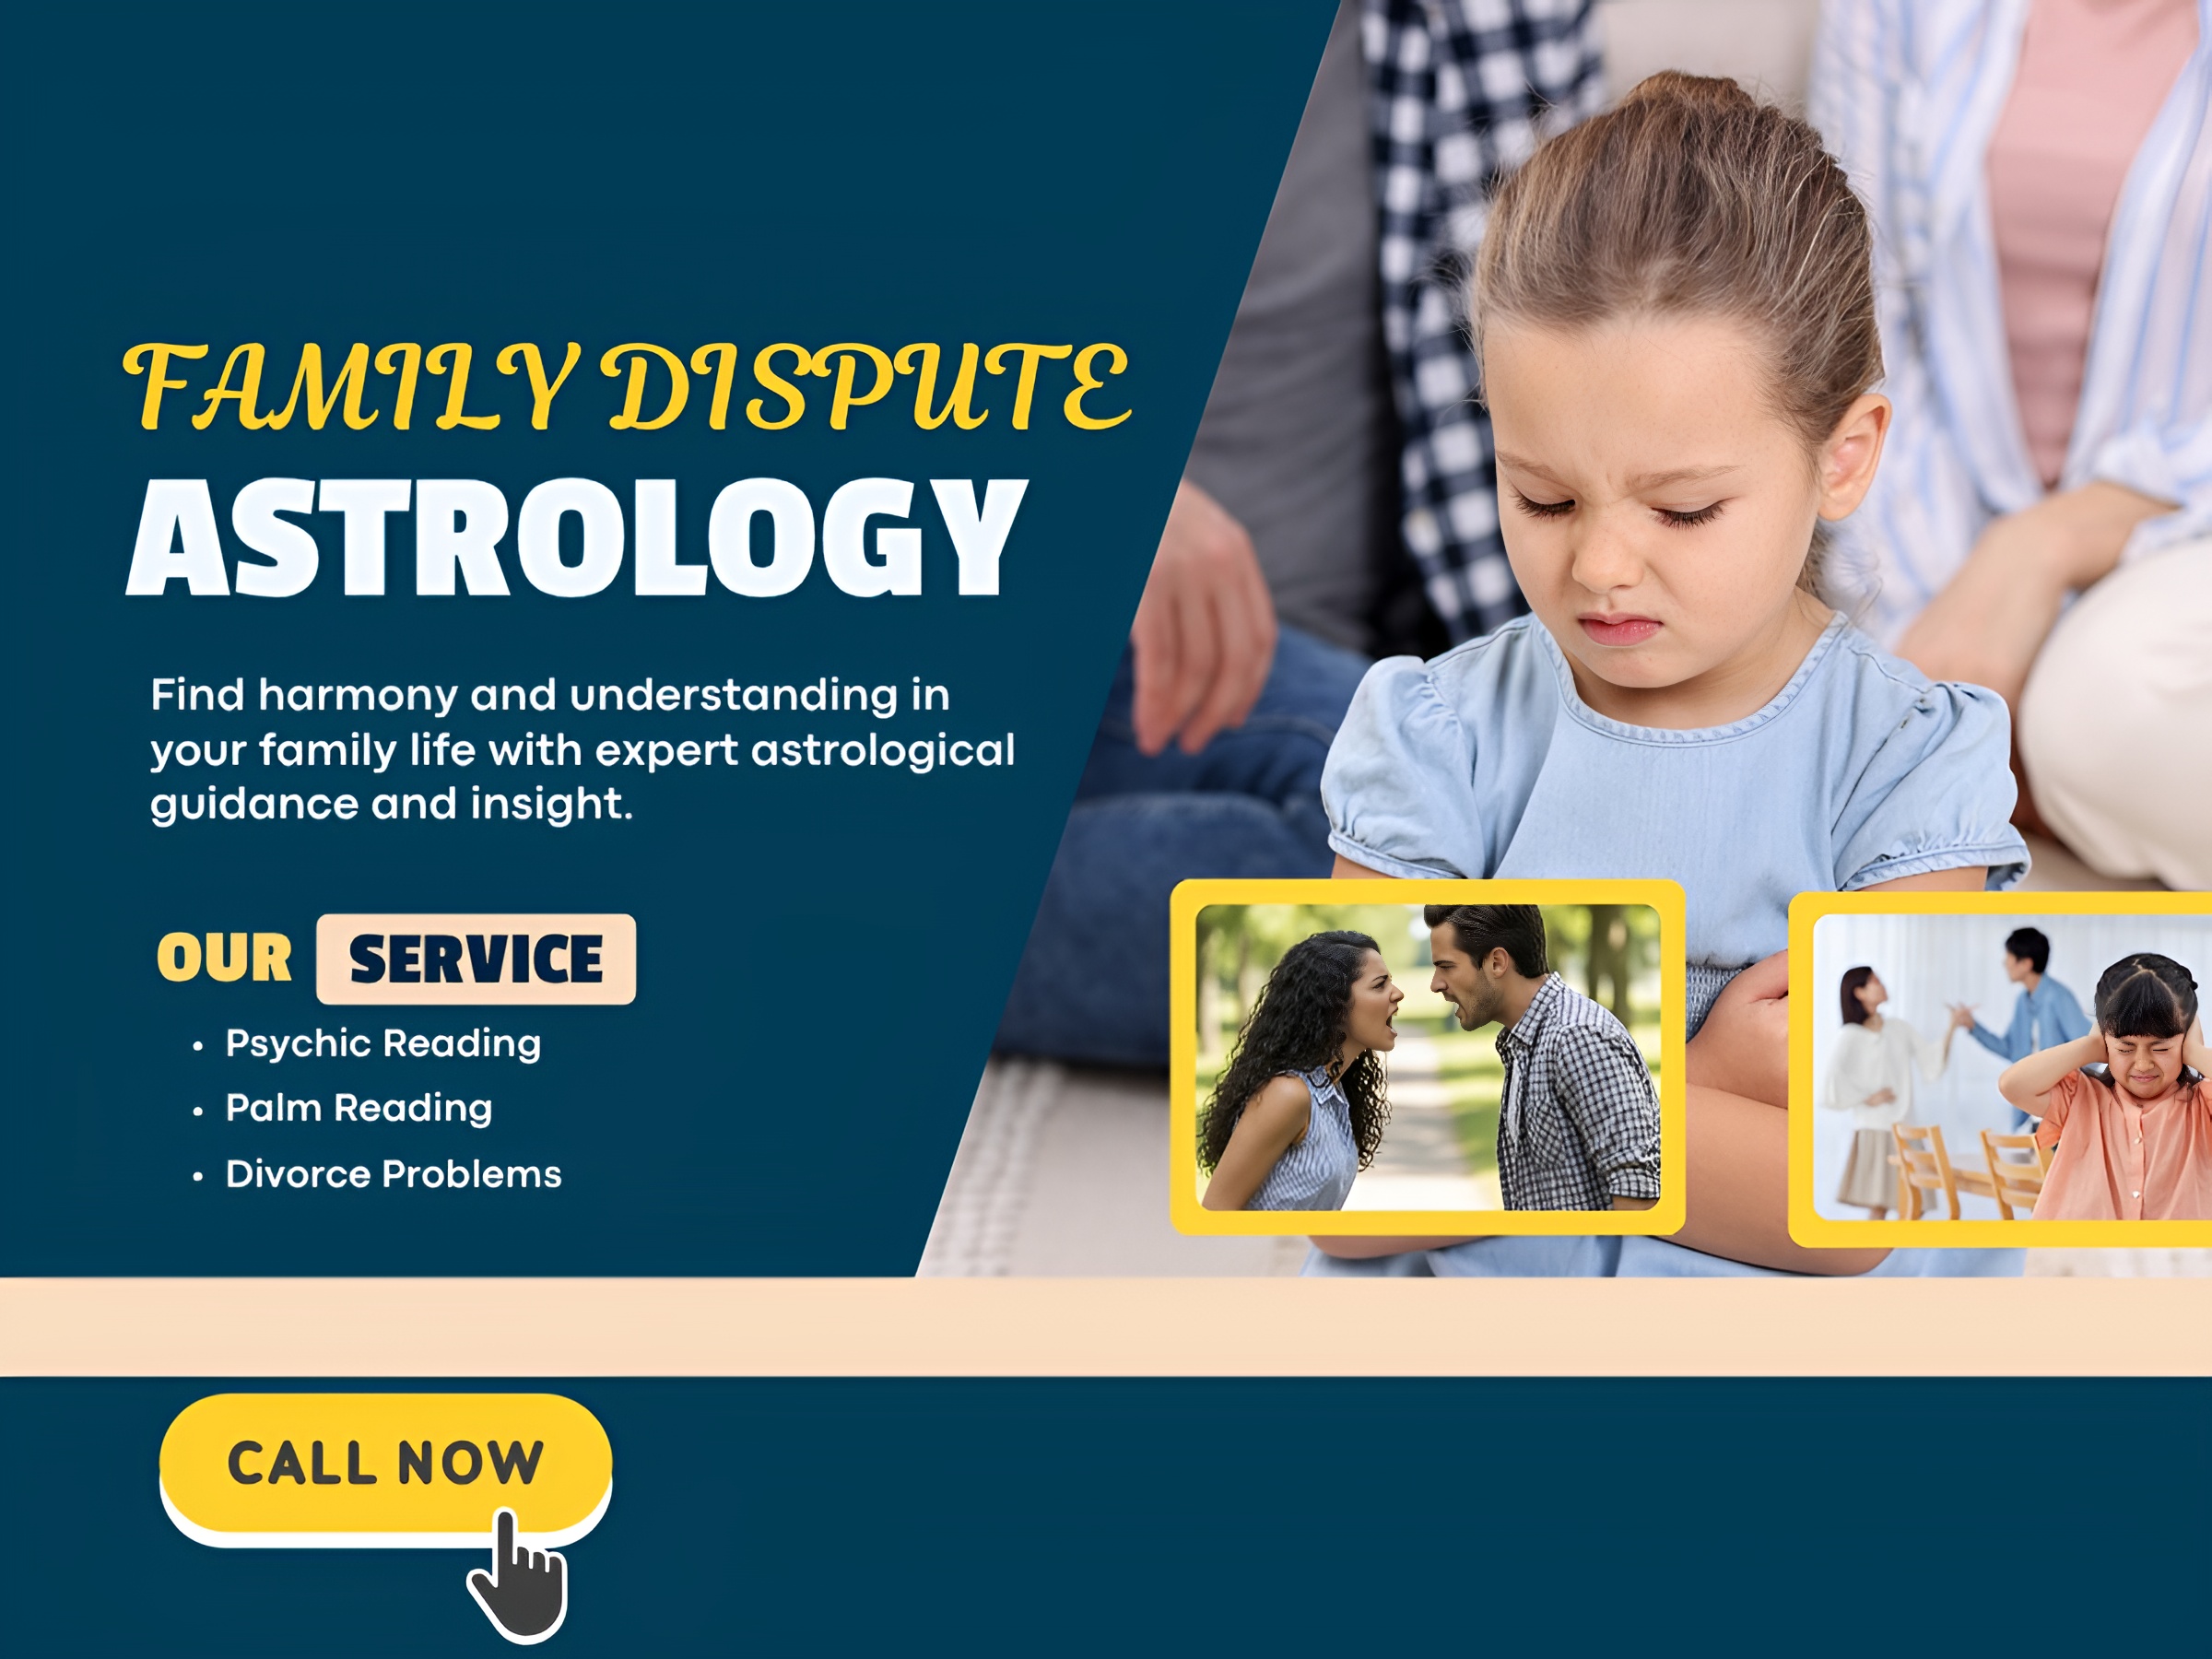 FAMILY DISPUTE
ASTROLOGY
Find harmony and understanding in
your family life with expert astrological
guidance and insight.
OUR SERVICE
• Psychic Reading
• Palm Reading
• Divorce Problems
CALL NOW